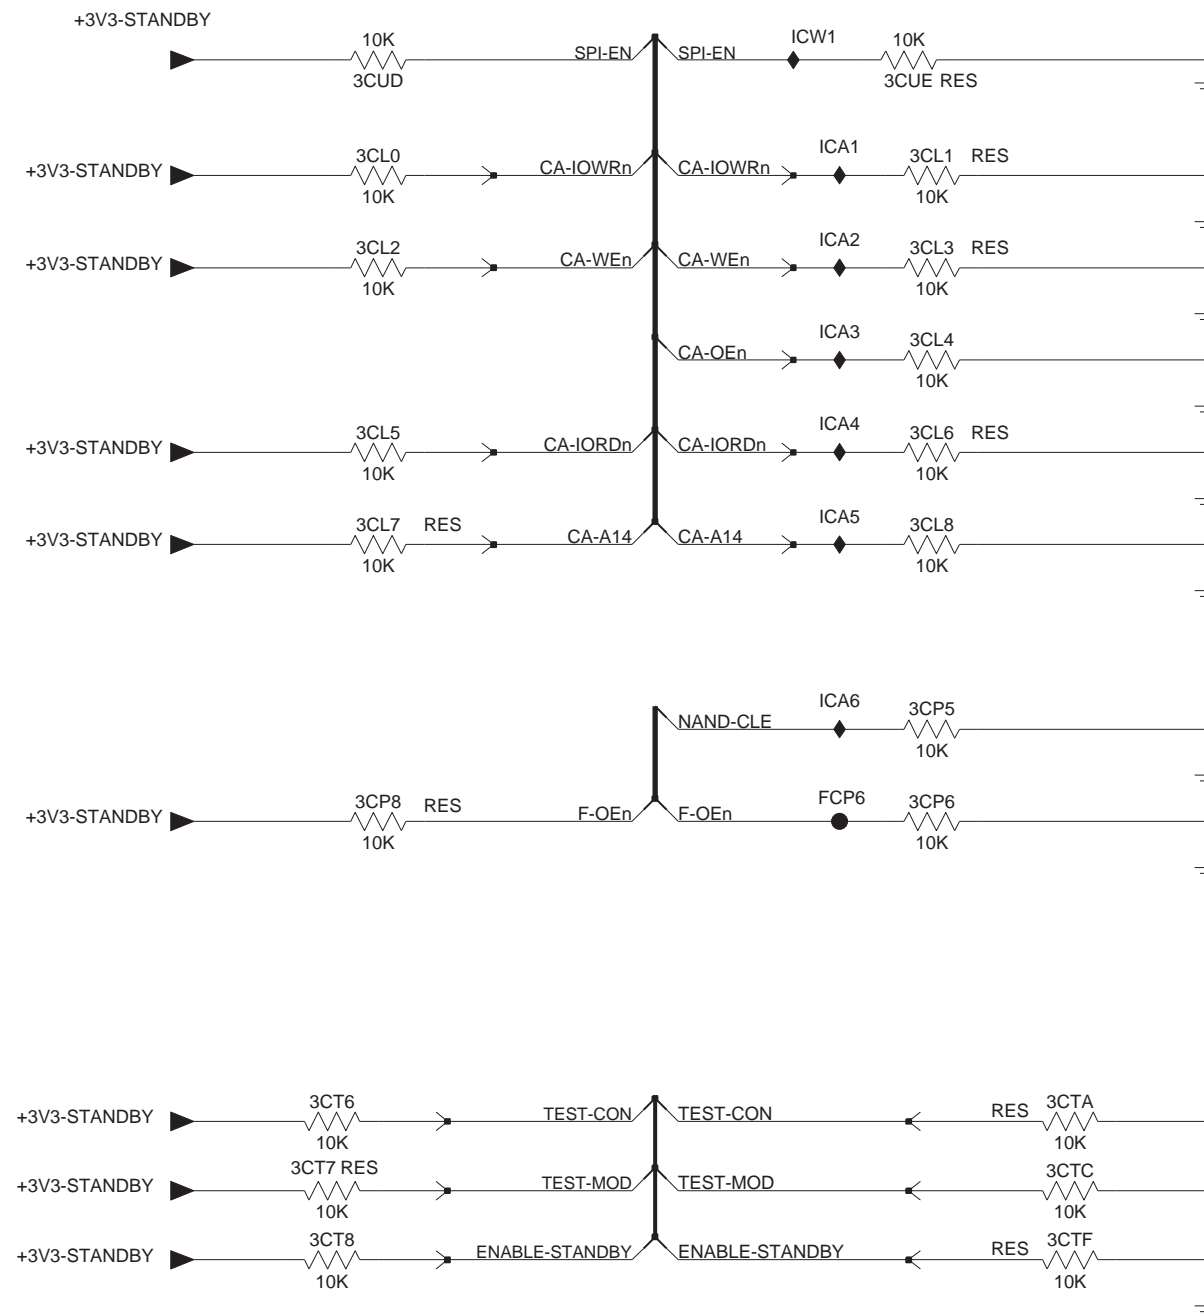 +3V3-STANDBY
10K
3CUD
SPI-EN
SPI-EN
ICW1
10K
3CUE RES
+3V3-STANDBY
3CL0
10K
CA-IOWRn
CA-IOWRn
ICA1
3CL1 RES
10K
+3V3-STANDBY
3CL2
10K
CA-WEn
CA-WEn
ICA2
3CL3 RES
10K
CA-OEn
ICA3
3CL4
10K
+3V3-STANDBY
3CL5
10K
CA-IORDn
CA-IORDn
ICA4
3CL6 RES
10K
+3V3-STANDBY
3CL7 RES
10K
CA-A14
CA-A14
ICA5
3CL8
10K
NAND-CLE
ICA6
3CP5
10K
+3V3-STANDBY
3CP8 RES
10K
F-OEn
F-OEn
FCP6
3CP6
10K
+3V3-STANDBY
3CT6
10K
TEST-CON
TEST-CON
RES 3CTA
10K
+3V3-STANDBY
3CT7 RES
10K
TEST-MOD
TEST-MOD
3CTC
10K
+3V3-STANDBY
3CT8
10K
ENABLE-STANDBY
ENABLE-STANDBY
RES 3CTF
10K